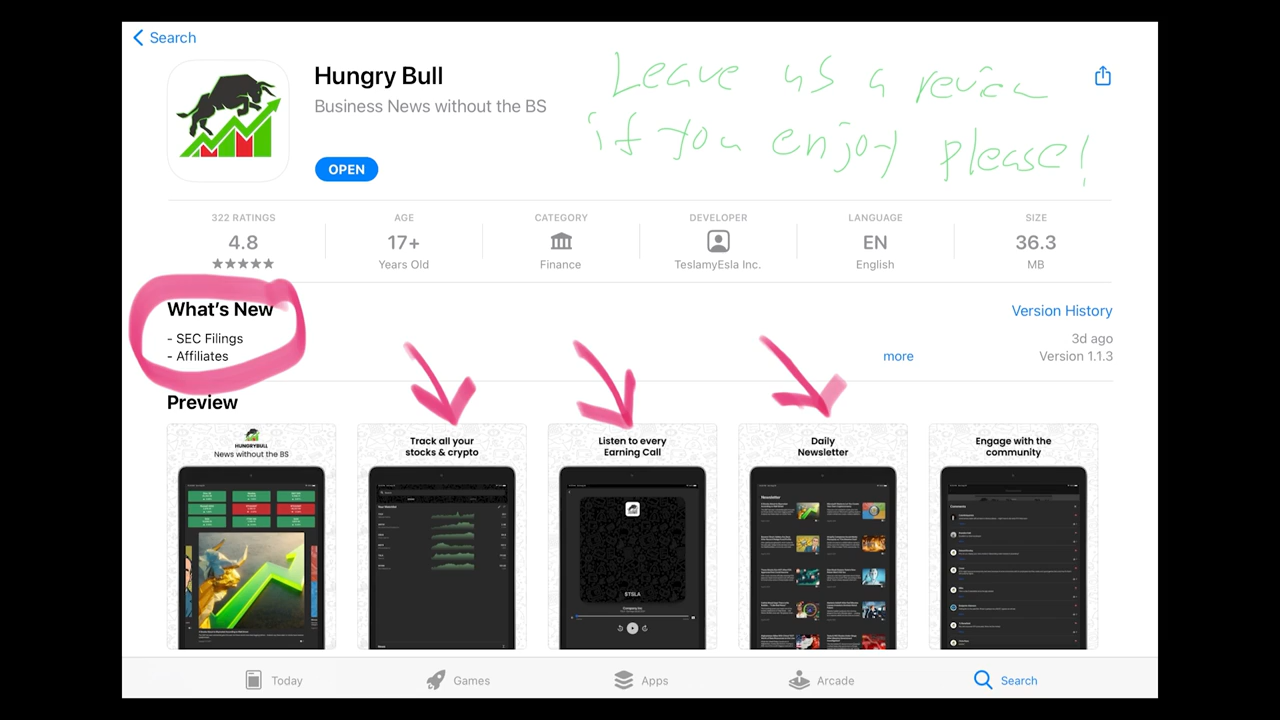 Search
Hungry Bull
Business News without the BS
OPEN
Leave us a review
if you enjoy please!
322 RATINGS
4.8
★★★★★
AGE
17+
Years Old
CATEGORY
Finance
DEVELOPER
TeslamyEsla Inc.
LANGUAGE
EN
English
SIZE
36.3
MB
What's New
Version History
- SEC Filings
- Affiliates
more
3d ago
Version 1.1.3
Preview
HUNGRYBULL
News without the BS
Track all your
stocks & crypto
Listen to every
Earning Call
$TSLA
Daily
Newsletter
Newsletter
Engage with the
community
Comments
Today
Games
Apps
Arcade
Search